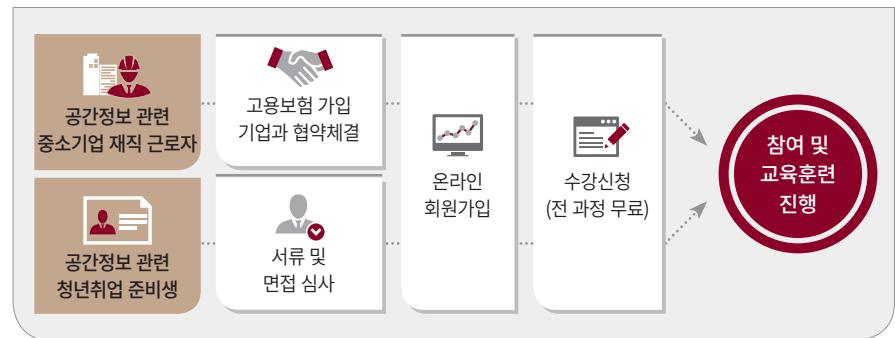 공간정보 관련
중소기업 재직 근로자
고용보험 가입
기업과 협약체결
공간정보 관련
청년취업 준비생
서류 및
면접 심사
온라인
회원가입
수강신청
(전 과정 무료)
참여 및
교육훈련
진행